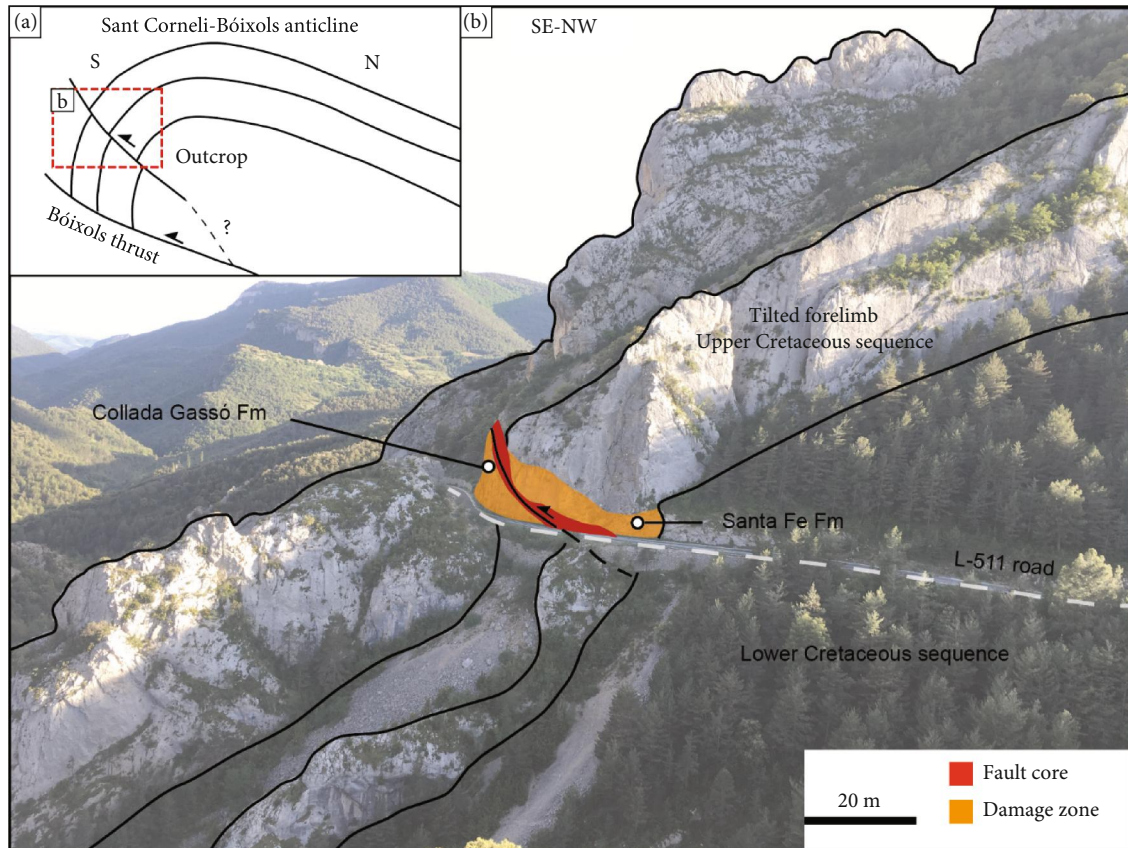 (a)
Sant Corneli-Bóixols anticline
S
N
b
Outcrop
Bóixols thrust
?
(b)
SE-NW
Tilted forelimb
Upper Cretaceous sequence
Collada Gassó Fm
Santa Fe Fm
L-511 road
Lower Cretaceous sequence
Fault core
Damage zone
20 m